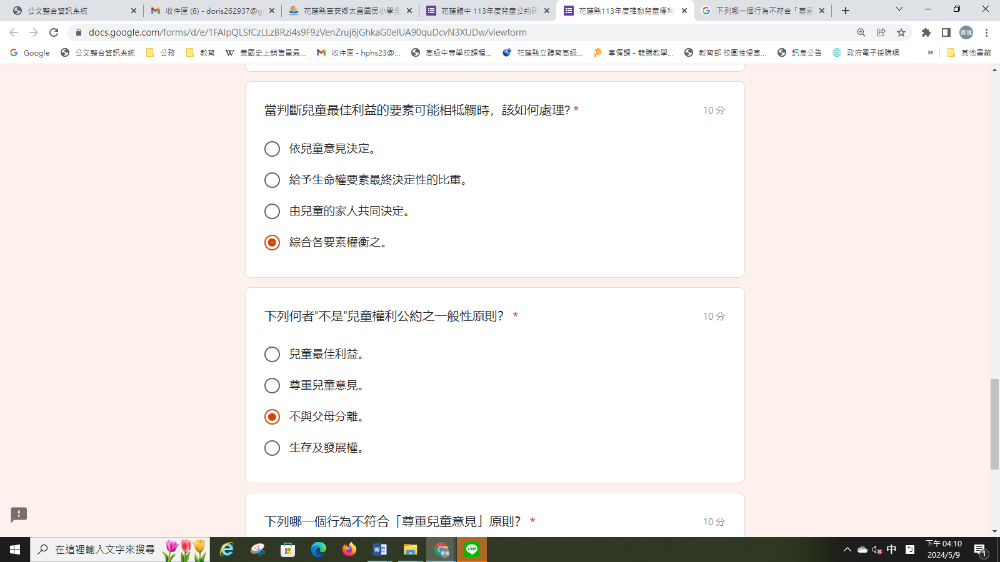 公文整合資訊系統
收件匣 (6) - doris262937@g
花蓮縣吉安鄉太昌國民小學全
花蓮體中 113年度兒童公約研
花蓮縣113年度推動兒童權利
下列哪一個行為不符合「尊重
docs.google.com/forms/d/e/1FAIpQLSfCzLLzBRzi4s9F9zVenZruj6jGhkaG0eIUA90quDcvN3XUDw/viewform
寶儀
Google
公文整合資訊系統
公務
教育
美國史上銷售量最...
收件匣 - hphs23@...
高級中等學校課程...
花蓮縣立體育高級...
享備課 - 龍騰教學...
教育部 校園性侵害...
訊息公告
政府電子採購網
»
其他書籤
當判斷兒童最佳利益的要素可能相牴觸時，該如何處理? *
10 分
依兒童意見決定。
給予生命權要素最終決定性的比重。
由兒童的家人共同決定。
綜合各要素權衡之。
下列何者"不是"兒童權利公約之一般性原則？ *
10 分
兒童最佳利益。
尊重兒童意見。
不與父母分離。
生存及發展權。
下列哪一個行為不符合「尊重兒童意見」原則？ *
10 分
在這裡輸入文字來搜尋
中
下午 04:10
2024/5/9
1